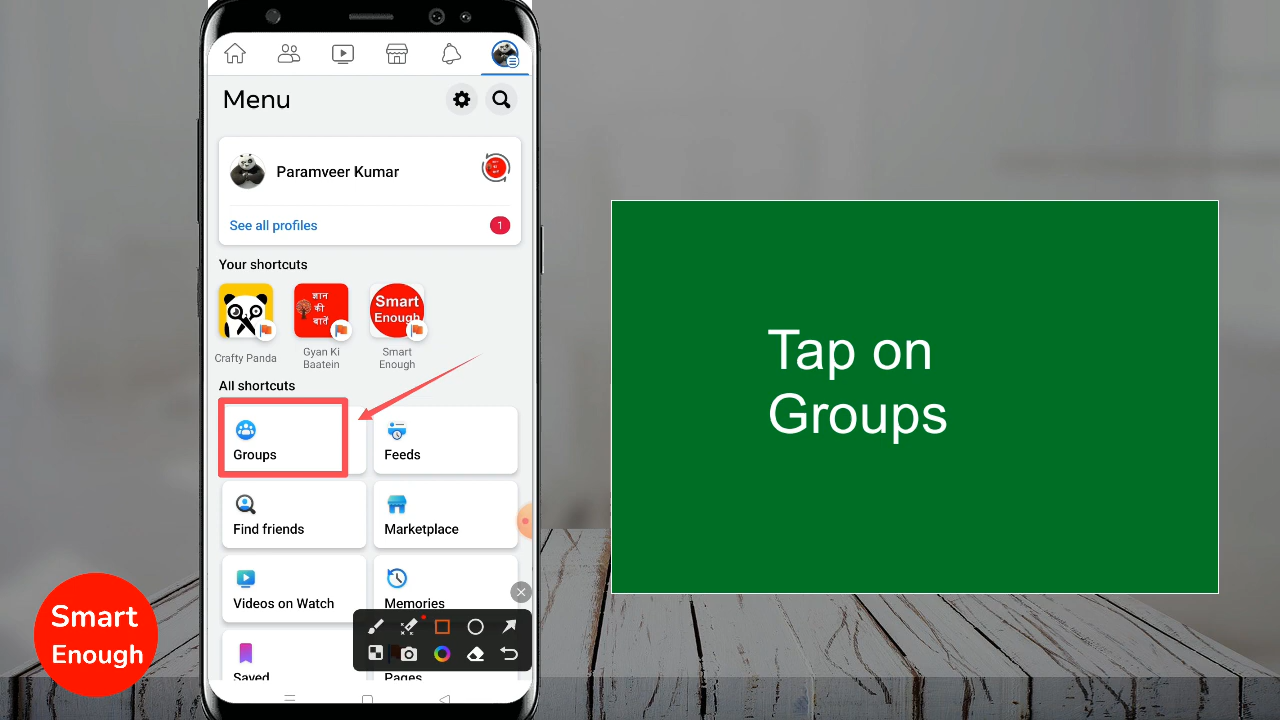 Menu
Paramveer Kumar
See all profiles
1
Your shortcuts
ज्ञान
की
बातें
Smart
Enough
Crafty Panda
Gyan Ki
Baatein
Smart
Enough
All shortcuts
Groups
Feeds
Find friends
Marketplace
Videos on Watch
Memories
Saved
Pages
Tap on
Groups
Smart
Enough